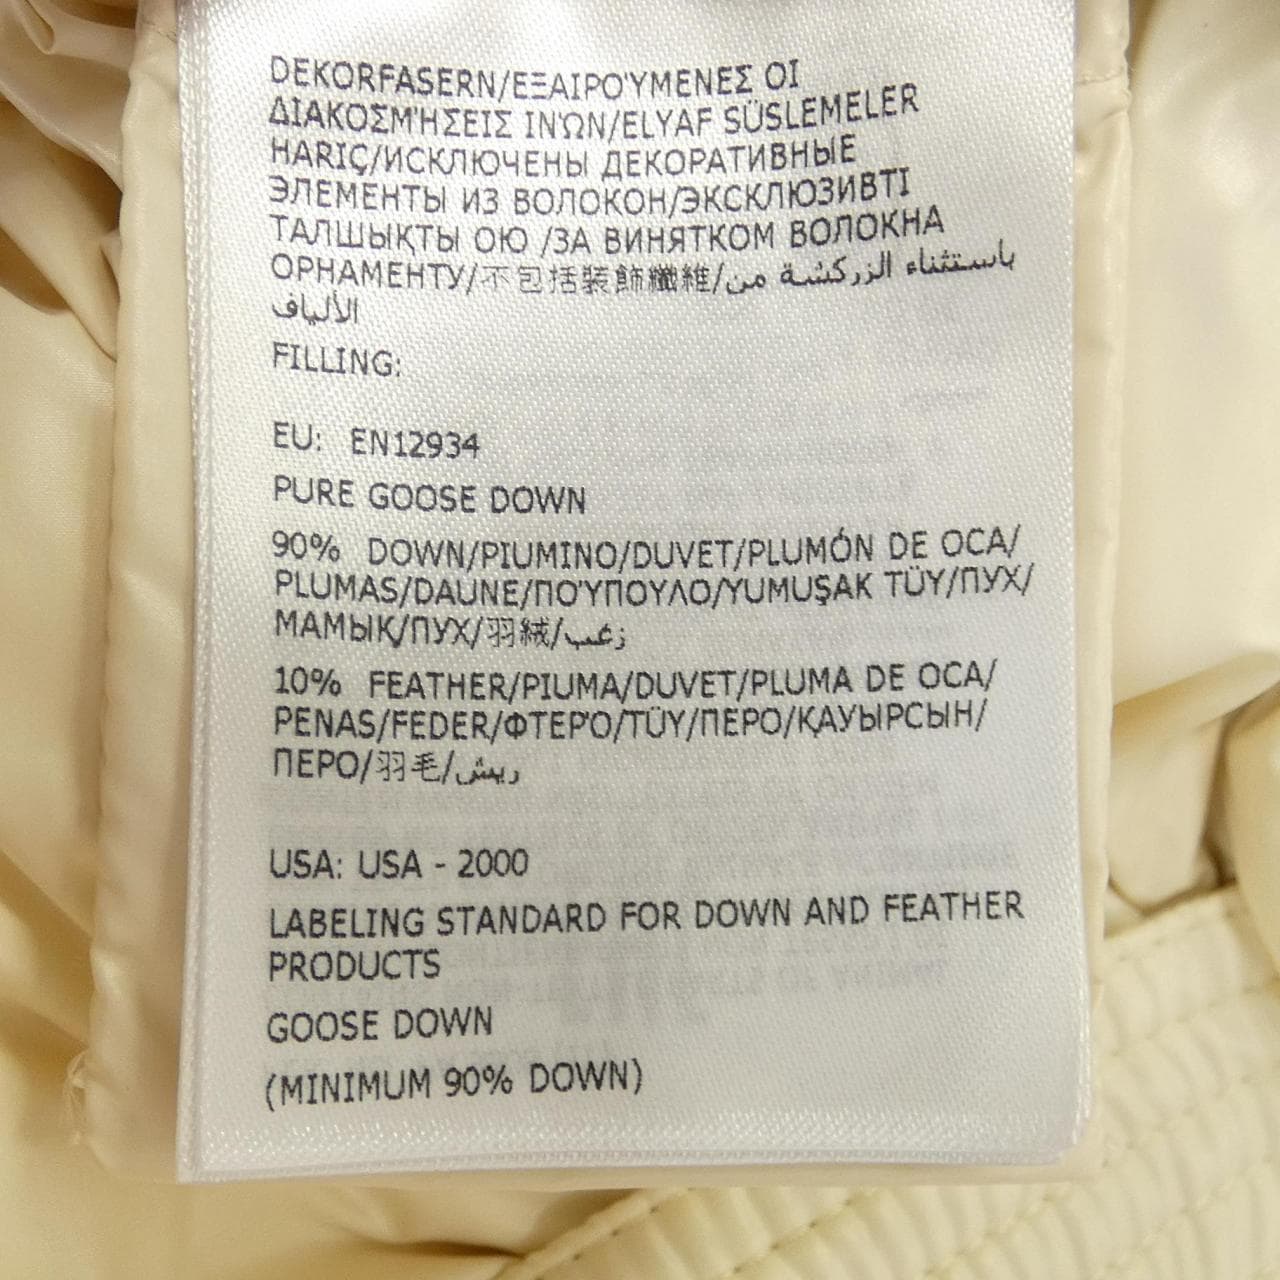 DEKORFASERN/ΕΞΑΙΡΟΎΜΕΝΕΣ ΟΙ
ΔΙΑΚΟΣΜΉΣΕΙΣ ΙΝΏΝ/ELYAF SÜSLEMELER
HARIÇ/ИСКЛЮЧЕНЫ ДЕКОРАТИВНЫЕ
ЭЛЕМЕНТЫ ИЗ ВОЛОКОН/ЭКСКЛЮЗИВТІ
ТАЛШЫҚТЫ ОЮ /ЗА ВИНЯТКОМ ВОЛОКНА
ОРНАМЕНТУ/不包括裝飾纖維/باستثناء الزركشة من
الألياف
FILLING:
EU: EN12934
PURE GOOSE DOWN
90% DOWN/PIUMINO/DUVET/PLUMÓN DE OCA/
PLUMAS/DAUNE/ΠΟΎΠΟΥΛΟ/YUMUŞAK TÜY/ПУХ/
МАМЫҚ/ПУХ/羽絨/زغب
10% FEATHER/PIUMA/DUVET/PLUMA DE OCA/
PENAS/FEDER/ΦΤΕΡΌ/TÜY/ПЕРО/ҚАУЫРСЫН/
ПЕРО/羽毛/ريش
USA: USA - 2000
LABELING STANDARD FOR DOWN AND FEATHER
PRODUCTS
GOOSE DOWN
(MINIMUM 90% DOWN)